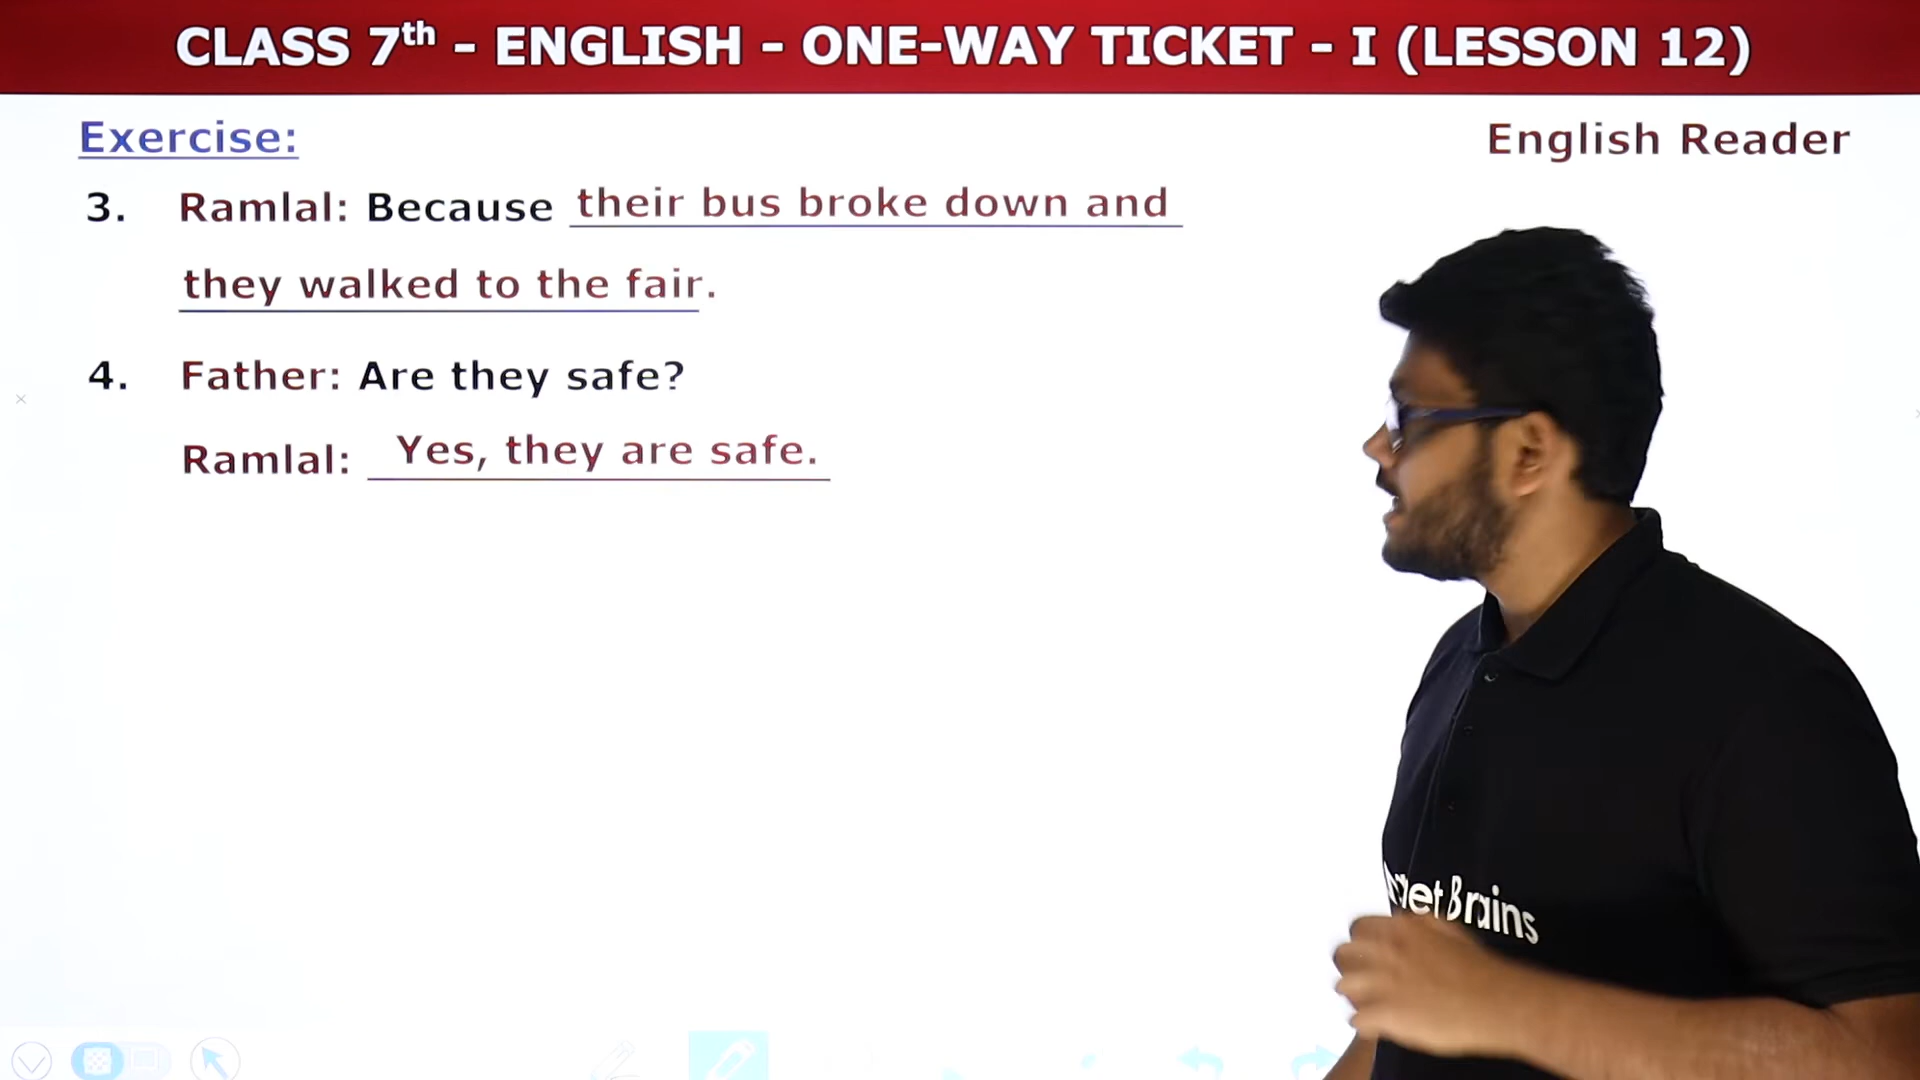 CLASS 7th - ENGLISH - ONE-WAY TICKET - I (LESSON 12)
Exercise:
English Reader
3. Ramlal: Because their bus broke down and
they walked to the fair.
4. Father: Are they safe?
Ramlal: Yes, they are safe.
Brains